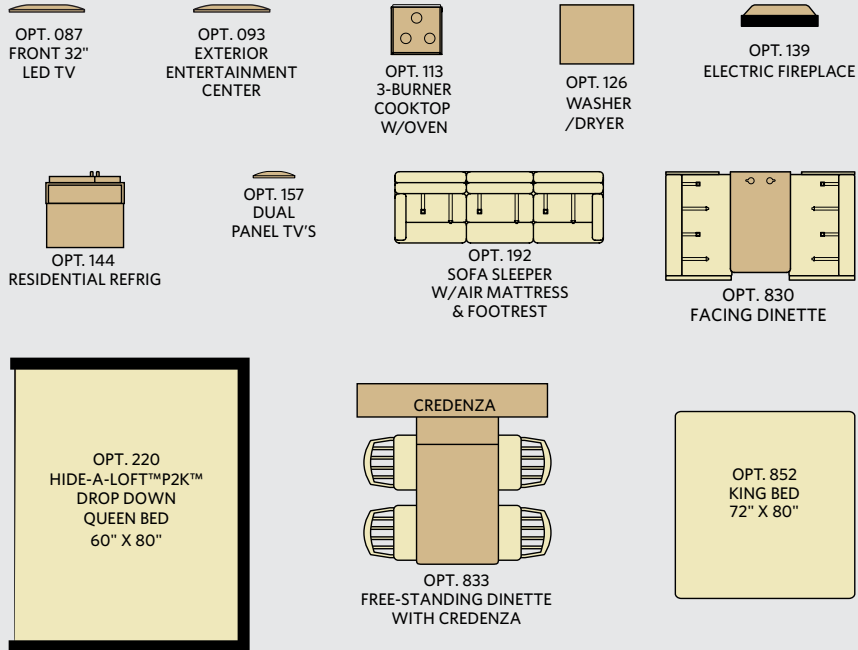 OPT. 087
FRONT 32"
LED TV
OPT. 093
EXTERIOR
ENTERTAINMENT
CENTER
OPT. 113
3-BURNER
COOKTOP
W/OVEN
OPT. 126
WASHER
/DRYER
OPT. 139
ELECTRIC FIREPLACE
OPT. 144
RESIDENTIAL REFRIG
OPT. 157
DUAL
PANEL TV'S
OPT. 192
SOFA SLEEPER
W/AIR MATTRESS
& FOOTREST
OPT. 830
FACING DINETTE
OPT. 220
HIDE-A-LOFT™P2K™
DROP DOWN
QUEEN BED
60" X 80"
CREDENZA
OPT. 833
FREE-STANDING DINETTE
WITH CREDENZA
OPT. 852
KING BED
72" X 80"